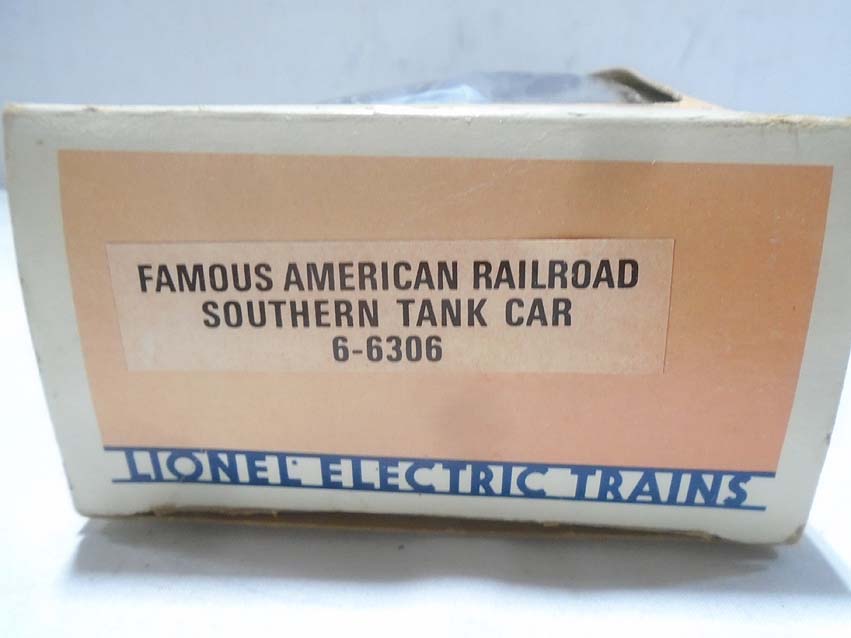 FAMOUS AMERICAN RAILROAD
SOUTHERN TANK CAR
6-6306
LIONEL ELECTRIC TRAINS